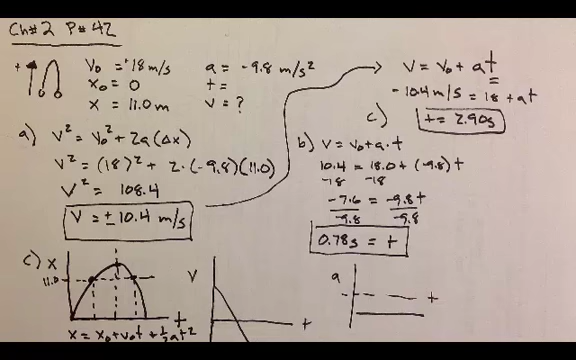 Ch#2 P#42
V₀ = +18 m/s
X₀ = 0
X = 11.0 m
a = -9.8 m/s²
t =
V = ?
+
a) V² = V₀² + 2a(Δx)
V² = (18)² + 2·(-9.8)(11.0)
V² = 108.4
V = ± 10.4 m/s
V = V₀ + at
-10.4 m/s = 18 + at
c) t = 2.90s
b) V = V₀ + a·t
10.4 = 18.0 + (-9.8)t
-18 -18
-7.6 = -9.8t
-9.8 -9.8
0.78s = t
c) X
11.0
t
X = X₀ + V₀t + ½at²
V
t
a
t